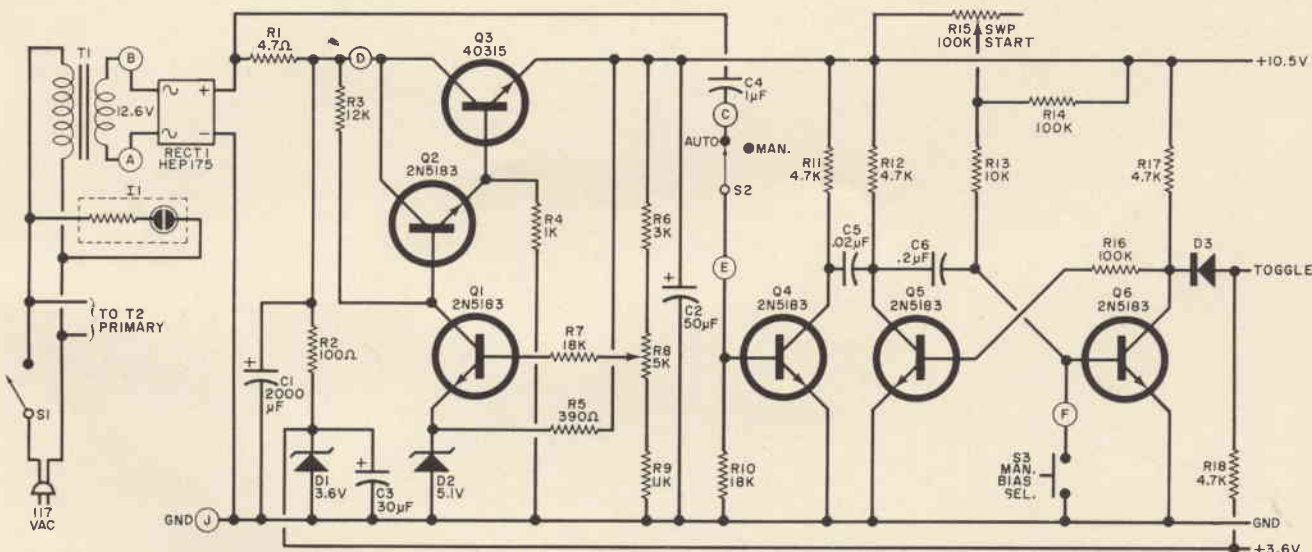 T1
B
12.6V
A
RECT 1
HEP175
I1
TO T2
PRIMARY
S1
117
VAC
GND J
R1
4.7Ω
D
R3
12K
Q3
40315
Q2
2N5183
R4
1K
Q1
2N5183
R2
100Ω
C1
2000
µF
D1
3.6V
C3
30µF
D2
5.1V
R7
18K
R5
390Ω
R6
3K
R8
5K
R9
1K
C2
50µF
C4
1µF
C
AUTO
MAN.
S2
E
R10
18K
Q4
2N5183
R11
4.7K
R12
4.7K
C5
.02µF
C6
.2µF
Q5
2N5183
R15
100K
SWP
START
R14
100K
R13
10K
R16
100K
R17
4.7K
D3
Q6
2N5183
F
S3
MAN.
BIAS
SEL.
R18
4.7K
+10.5V
TOGGLE
GND
+3.6V